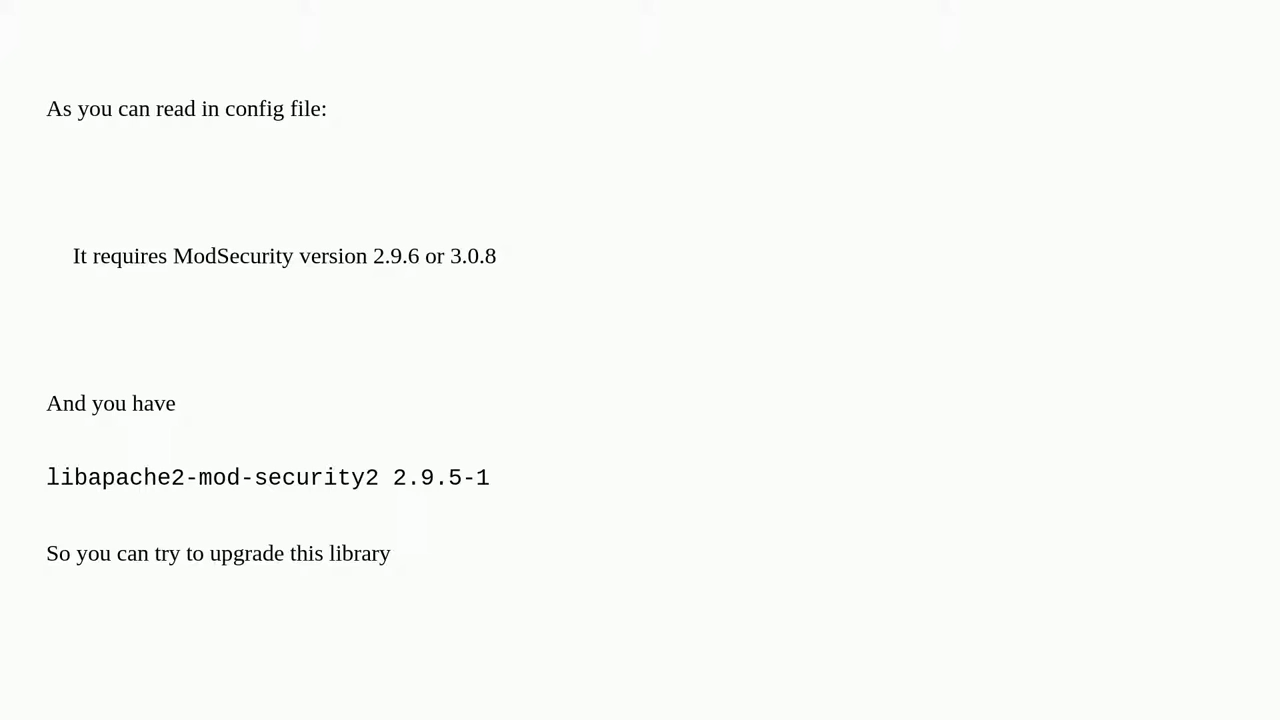 As you can read in config file:
It requires ModSecurity version 2.9.6 or 3.0.8
And you have
libapache2-mod-security2 2.9.5-1
So you can try to upgrade this library